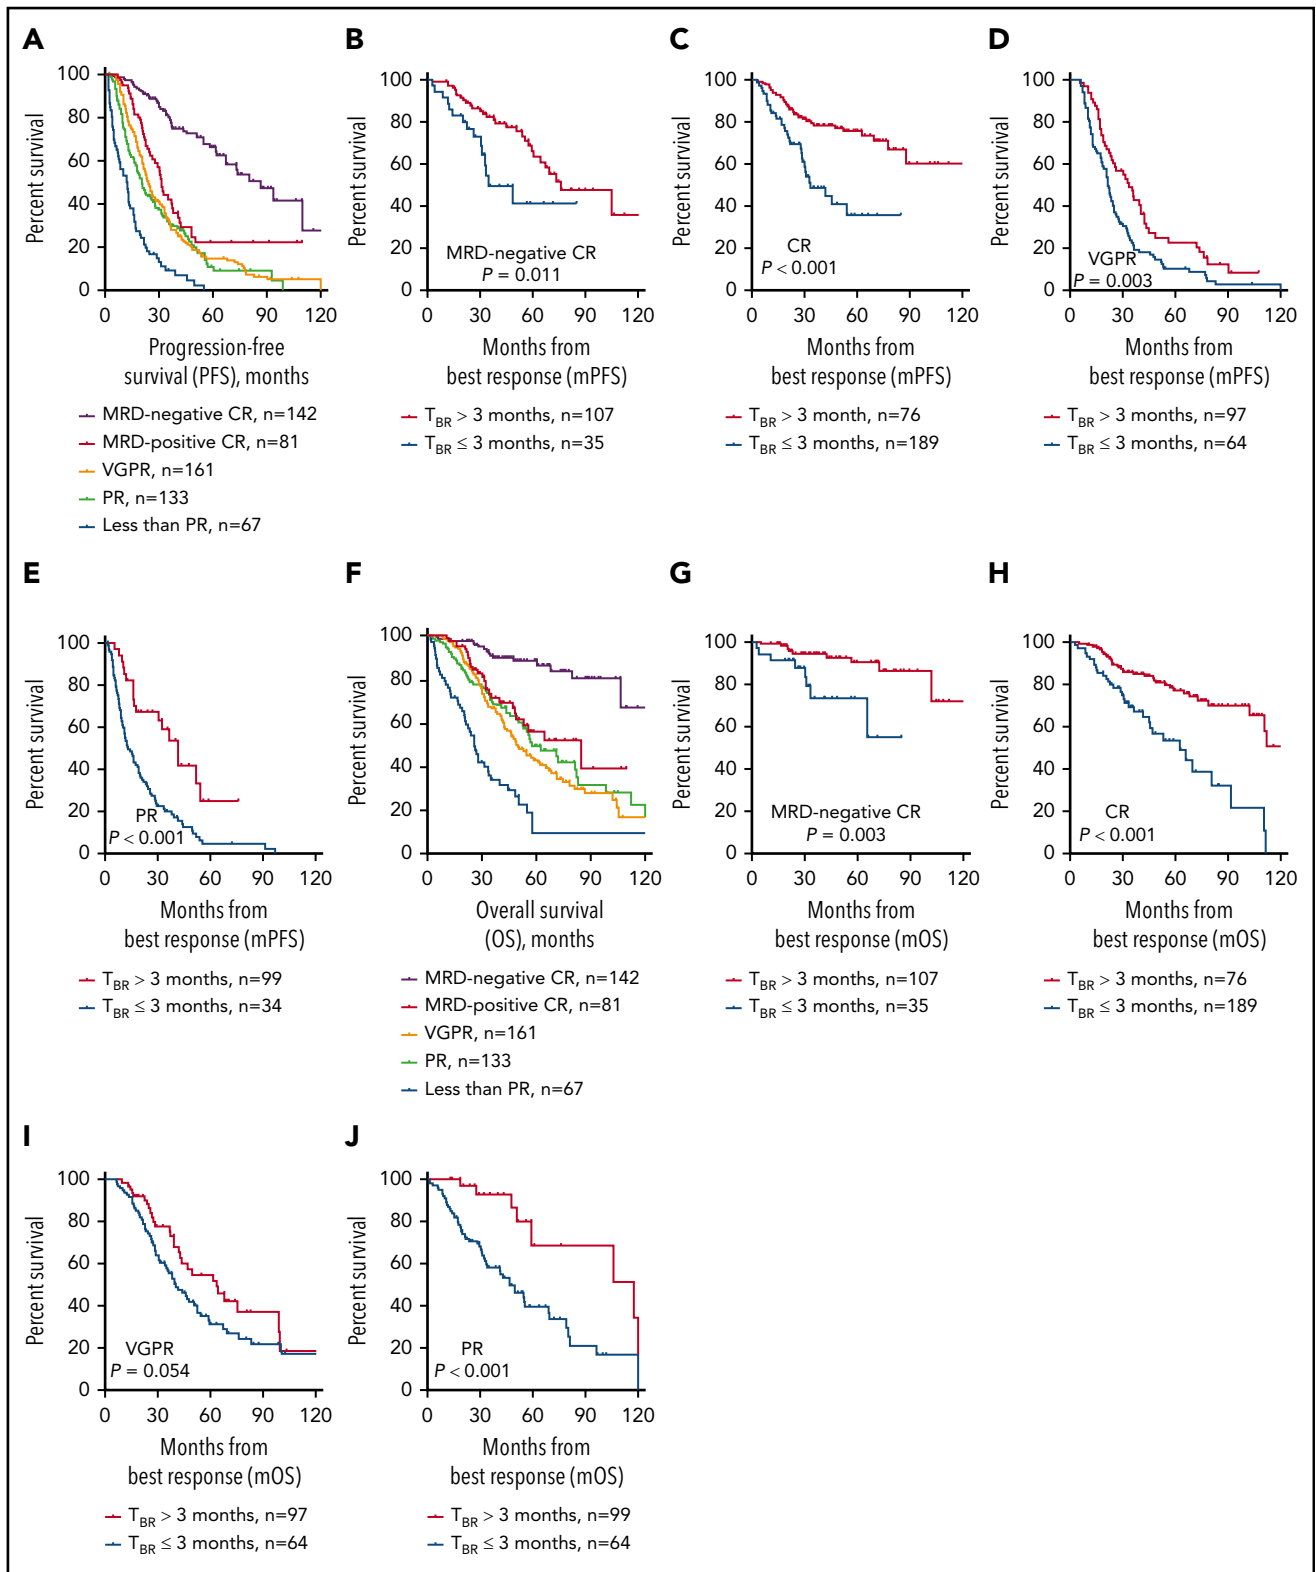 A
Percent survival
100
80
60
40
20
0
0 30 60 90 120
Progression-free
survival (PFS), months
MRD-negative CR, n=142
MRD-positive CR, n=81
VGPR, n=161
PR, n=133
Less than PR, n=67
B
Percent survival
100
80
60
40
20
0
MRD-negative CR
P = 0.011
0 30 60 90 120
Months from
best response (mPFS)
TBR > 3 months, n=107
TBR ≤ 3 months, n=35
C
Percent survival
100
80
60
40
20
0
CR
P < 0.001
0 30 60 90 120
Months from
best response (mPFS)
TBR > 3 month, n=76
TBR ≤ 3 months, n=189
D
Percent survival
100
80
60
40
20
0
VGPR
P = 0.003
0 30 60 90 120
Months from
best response (mPFS)
TBR > 3 months, n=97
TBR ≤ 3 months, n=64
E
Percent survival
100
80
60
40
20
0
PR
P < 0.001
0 30 60 90 120
Months from
best response (mPFS)
TBR > 3 months, n=99
TBR ≤ 3 months, n=34
F
Percent survival
100
80
60
40
20
0
0 30 60 90 120
Overall survival
(OS), months
MRD-negative CR, n=142
MRD-positive CR, n=81
VGPR, n=161
PR, n=133
Less than PR, n=67
G
Percent survival
100
80
60
40
20
0
MRD-negative CR
P = 0.003
0 30 60 90 120
Months from
best response (mOS)
TBR > 3 months, n=107
TBR ≤ 3 months, n=35
H
Percent survival
100
80
60
40
20
0
CR
P < 0.001
0 30 60 90 120
Months from
best response (mOS)
TBR > 3 months, n=76
TBR ≤ 3 months, n=189
I
Percent survival
100
80
60
40
20
0
VGPR
P = 0.054
0 30 60 90 120
Months from
best response (mOS)
TBR > 3 months, n=97
TBR ≤ 3 months, n=64
J
Percent survival
100
80
60
40
20
0
PR
P < 0.001
0 30 60 90 120
Months from
best response (mOS)
TBR > 3 months, n=99
TBR ≤ 3 months, n=64